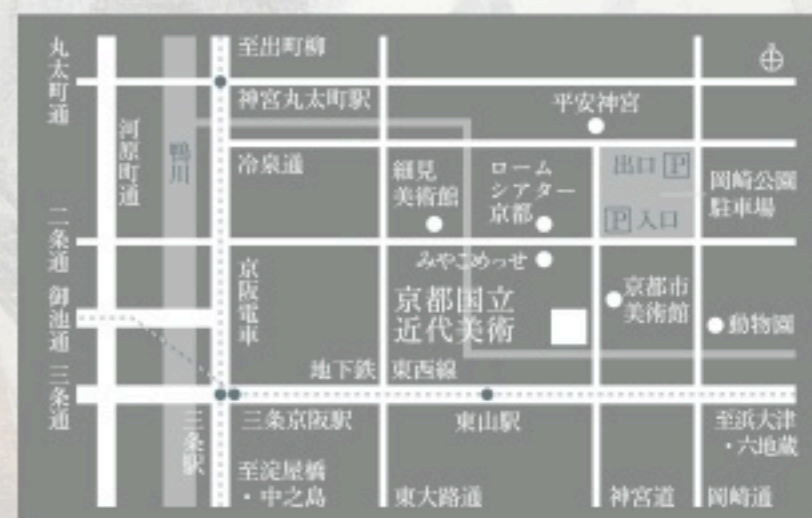 丸太町通
至出町柳
神宮丸太町駅
平安神宮
河原町通
鴨川
冷泉通
細見
美術館
ローム
シアター
京都
出口 P
P 入口
岡崎公園
駐車場
二条通
みやこめっせ
京阪電車
京都国立
近代美術
京都市
美術館
動物園
御池通
地下鉄 東西線
三条通
三条駅
三条京阪駅
東山駅
至浜大津
・六地蔵
至淀屋橋
・中之島
東大路通
神宮道
岡崎通